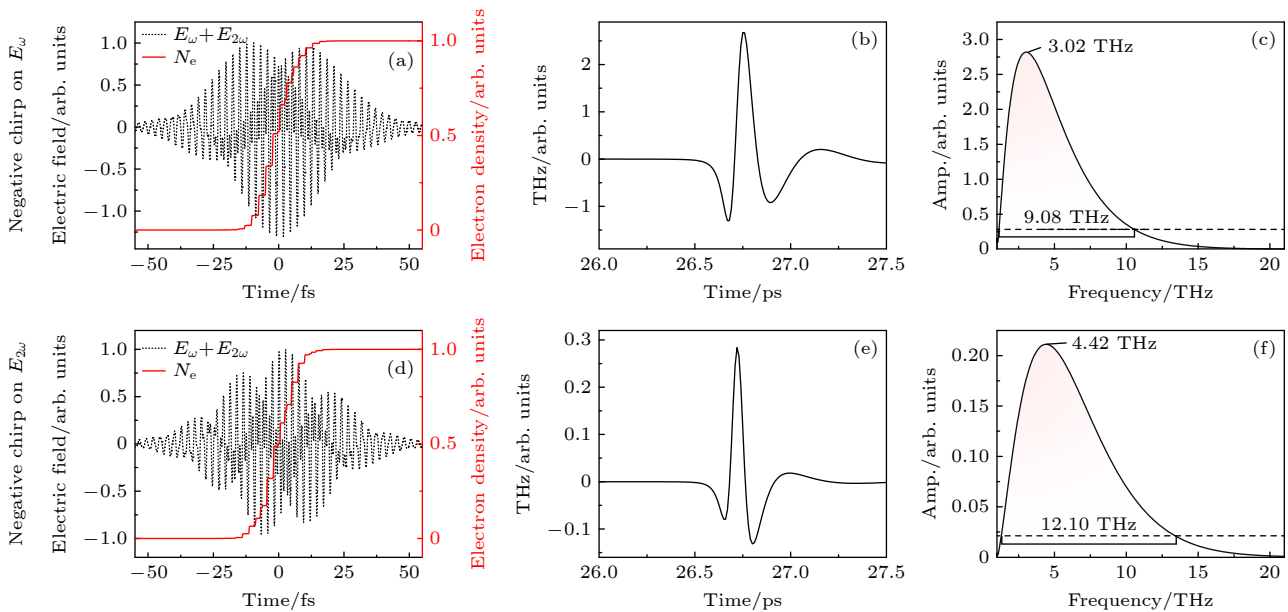 Negative chirp on Eω
Electric field/arb. units
1.0
0.5
0
−0.5
−1.0
Eω+E2ω
Ne
(a)
1.0
0.5
0
Electron density/arb. units
−50
−25
0
25
50
Time/fs
THz/arb. units
2
1
0
−1
(b)
26.0
26.5
27.0
27.5
Time/ps
Amp./arb. units
3.0
2.5
2.0
1.5
1.0
0.5
0
3.02 THz
(c)
9.08 THz
5
10
15
20
Frequency/THz
Negative chirp on E2ω
Electric field/arb. units
1.0
0.5
0
−0.5
−1.0
Eω+E2ω
Ne
(d)
1.0
0.5
0
Electron density/arb. units
−50
−25
0
25
50
Time/fs
THz/arb. units
0.3
0.2
0.1
0
−0.1
(e)
26.0
26.5
27.0
27.5
Time/ps
Amp./arb. units
0.20
0.15
0.10
0.05
0
4.42 THz
(f)
12.10 THz
5
10
15
20
Frequency/THz